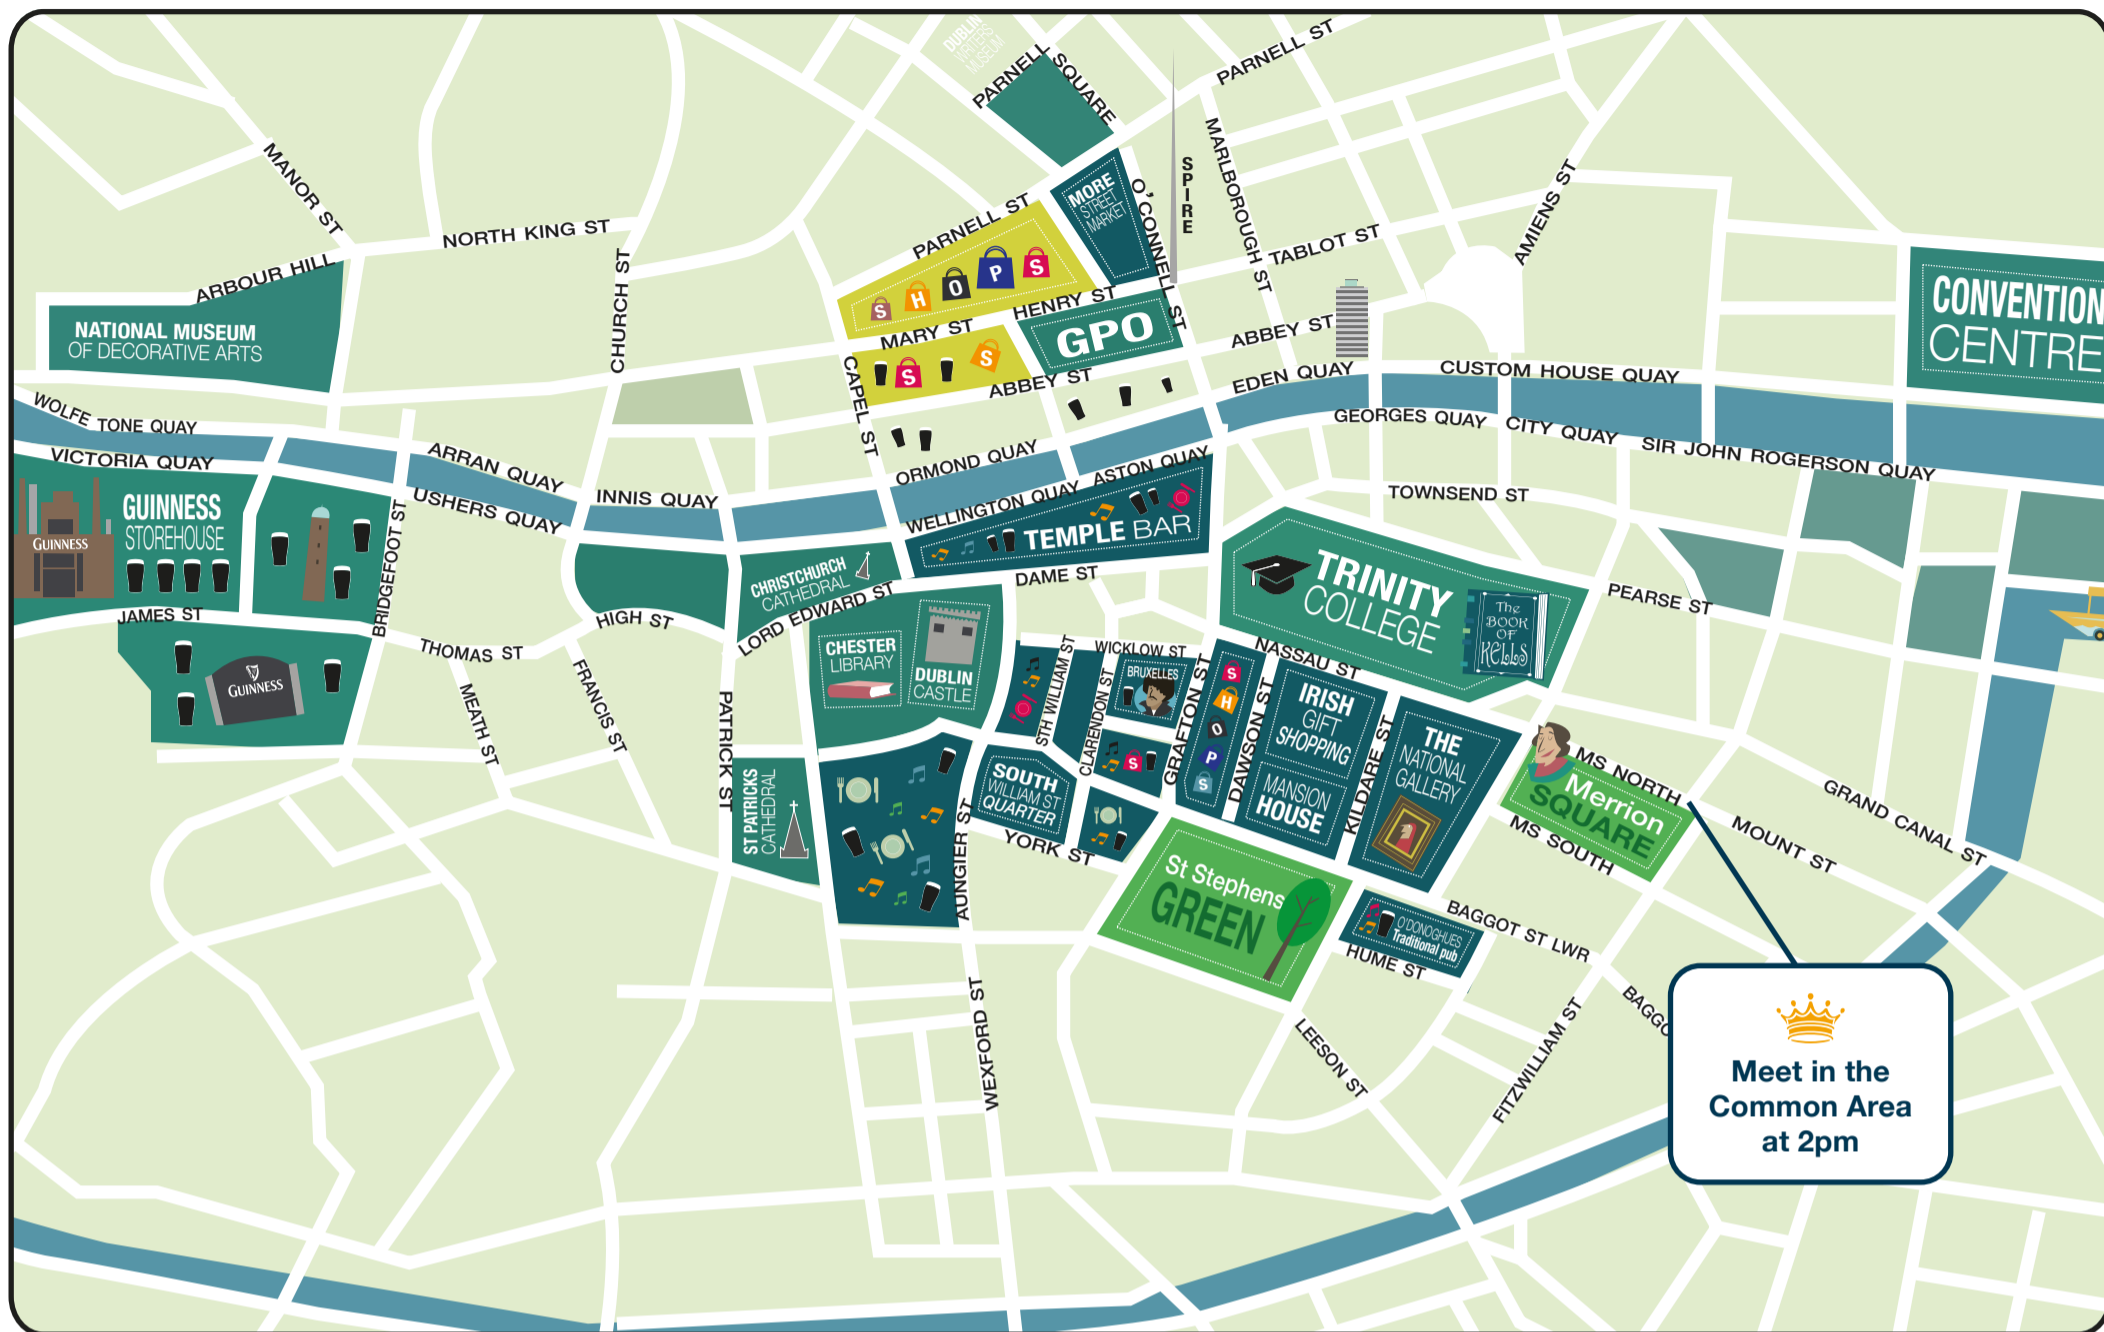 DUBLIN
WRITERS
MUSEUM
PARNELL
SQUARE
PARNELL ST
MANOR ST
NORTH KING ST
ARBOUR HILL
NATIONAL MUSEUM
OF DECORATIVE ARTS
CHURCH ST
PARNELL ST
MORE
STREET
MARKET
O'CONNELL ST
SPIRE
MARLBOROUGH ST
TABLOT ST
AMIENS ST
S H O P S
HENRY ST
MARY ST
GPO
S S
ABBEY ST
ABBEY ST
CAPEL ST
EDEN QUAY
CUSTOM HOUSE QUAY
CONVENTION
CENTRE
WOLFE TONE QUAY
VICTORIA QUAY
ARRAN QUAY
USHERS QUAY
INNIS QUAY
ORMOND QUAY
WELLINGTON QUAY
ASTON QUAY
GEORGES QUAY
CITY QUAY
SIR JOHN ROGERSON QUAY
TOWNSEND ST
GUINNESS
STOREHOUSE
GUINNESS
JAMES ST
BRIDGEFOOT ST
GUINNESS
THOMAS ST
HIGH ST
MEATH ST
FRANCIS ST
PATRICK ST
CHRISTCHURCH
CATHEDRAL
LORD EDWARD ST
TEMPLE BAR
DAME ST
CHESTER
LIBRARY
DUBLIN
CASTLE
TRINITY
COLLEGE
The
BOOK
OF
KELLS
PEARSE ST
NASSAU ST
WICKLOW ST
STH WILLIAM ST
CLARENDON ST
BRUXELLES
S
GRAFTON ST
S
H
O
P
S
DAWSON ST
IRISH
GIFT
SHOPPING
MANSION
HOUSE
KILDARE ST
THE
NATIONAL
GALLERY
Merrion
SQUARE
MS NORTH
MS SOUTH
MOUNT ST
GRAND CANAL ST
ST PATRICKS
CATHEDRAL
AUNGIER ST
SOUTH
WILLIAM ST
QUARTER
YORK ST
St Stephens
GREEN
O'DONOGHUES
Traditional pub
BAGGOT ST LWR
HUME ST
BAGGO
LEESON ST
FITZWILLIAM ST
WEXFORD ST
Meet in the
Common Area
at 2pm